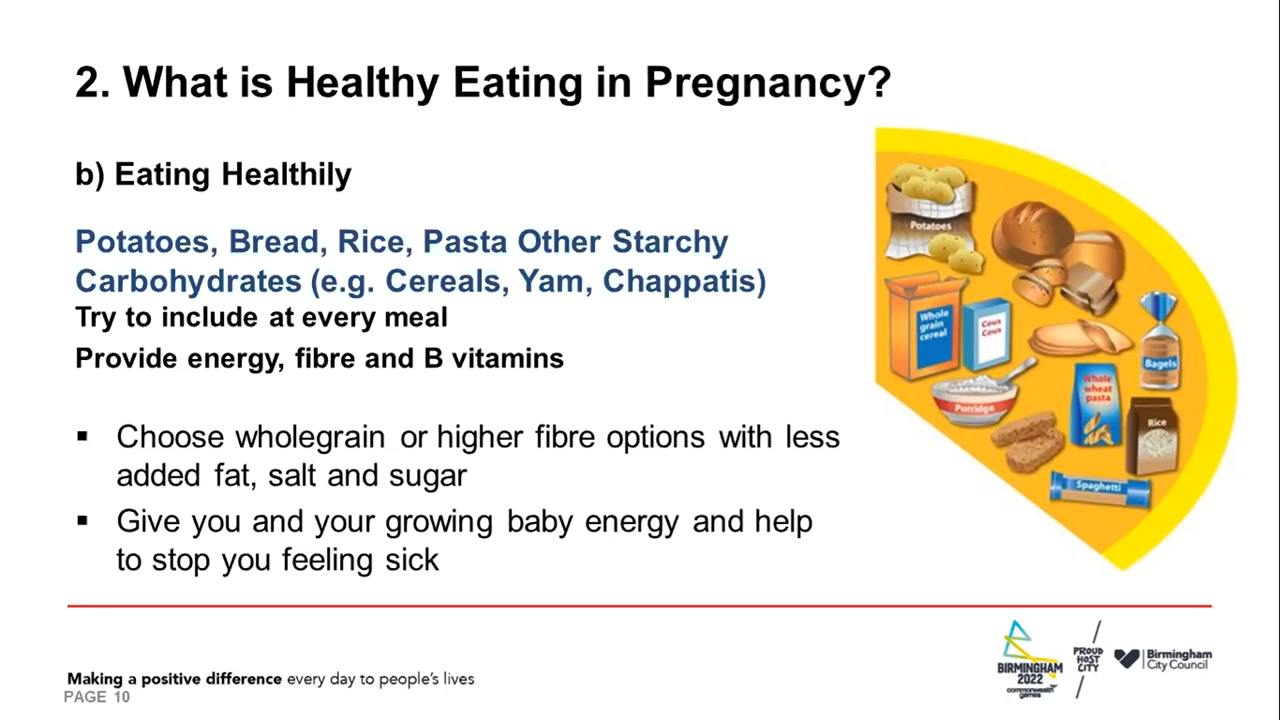 2. What is Healthy Eating in Pregnancy?
b) Eating Healthily
Potatoes, Bread, Rice, Pasta Other Starchy
Carbohydrates (e.g. Cereals, Yam, Chappatis)
Try to include at every meal
Provide energy, fibre and B vitamins
▪ Choose wholegrain or higher fibre options with less
added fat, salt and sugar
▪ Give you and your growing baby energy and help
to stop you feeling sick
Potatoes
Whole
grain
cereal
Cous
Cous
Bagels
Porridge
Whole
wheat
pasta
Rice
Spaghetti
Making a positive difference every day to people's lives
PAGE 10
BIRMINGHAM
2022
commonwealth
games
PROUD
HOST
CITY
Birmingham
City Council